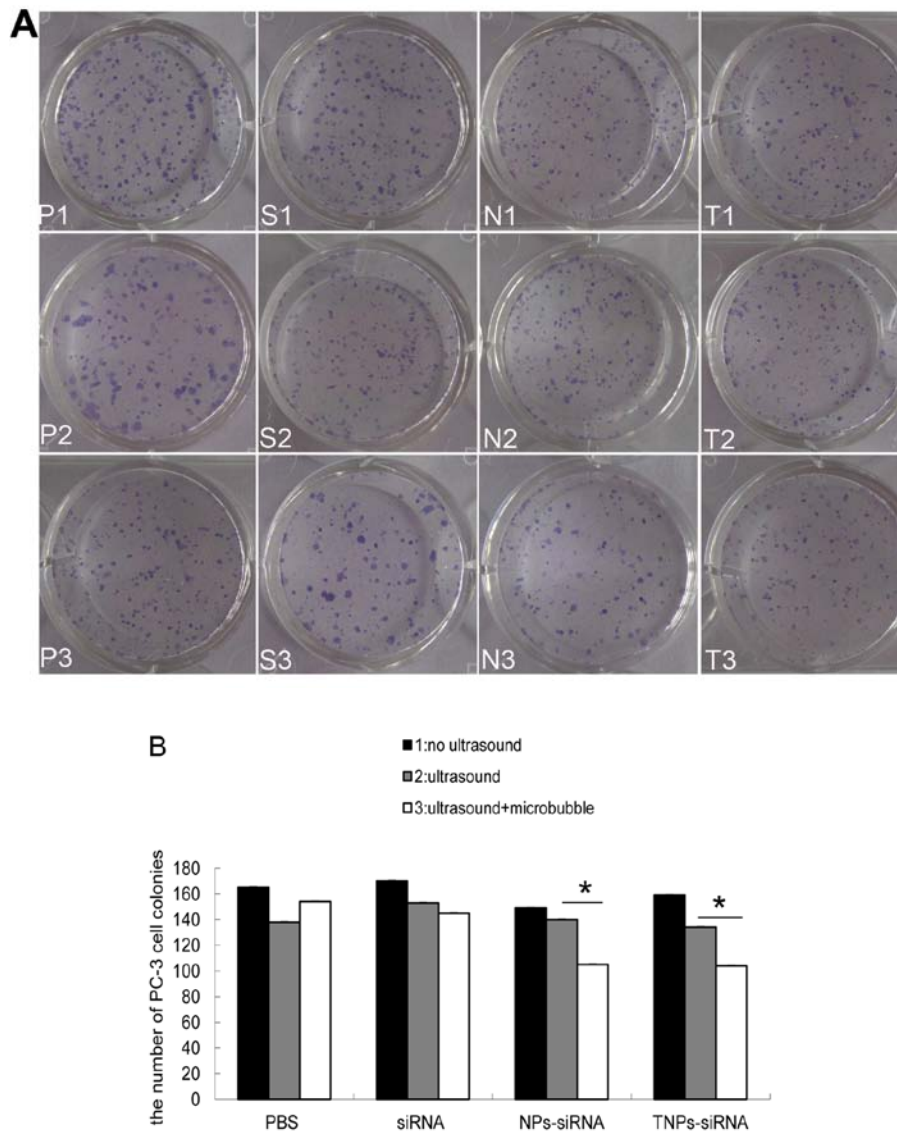 A
P1 S1 N1 T1
P2 S2 N2 T2
P3 S3 N3 T3
B
1:no ultrasound
2:ultrasound
3:ultrasound+microbubble
the number of PC-3 cell colonies
180
160
140
120
100
80
60
40
20
0
* *
PBS siRNA NPs-siRNA TNPs-siRNA